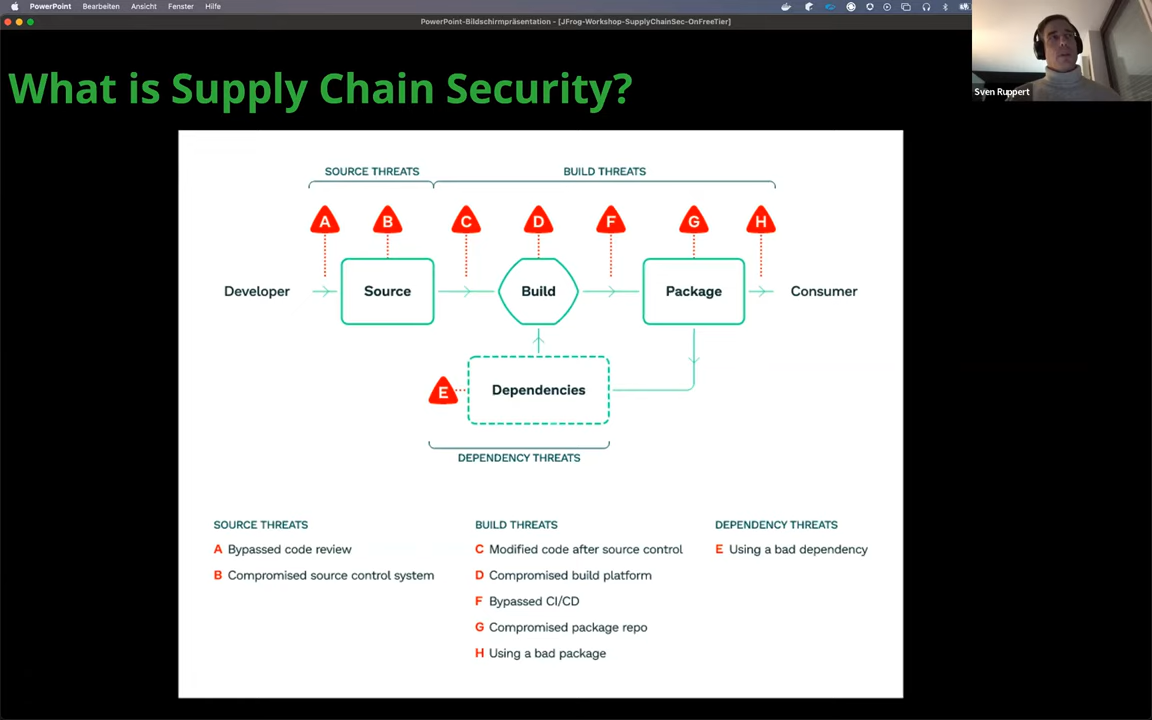 PowerPoint Bearbeiten Ansicht Fenster Hilfe
PowerPoint-Bildschirmpräsentation - [JFrog-Workshop-SupplyChainSec-OnFreeTier]
Sven Ruppert
What is Supply Chain Security?
SOURCE THREATS BUILD THREATS
A B C D F G H
Developer Source Build Package Consumer
E Dependencies
DEPENDENCY THREATS
SOURCE THREATS
A Bypassed code review
B Compromised source control system
BUILD THREATS
C Modified code after source control
D Compromised build platform
F Bypassed CI/CD
G Compromised package repo
H Using a bad package
DEPENDENCY THREATS
E Using a bad dependency